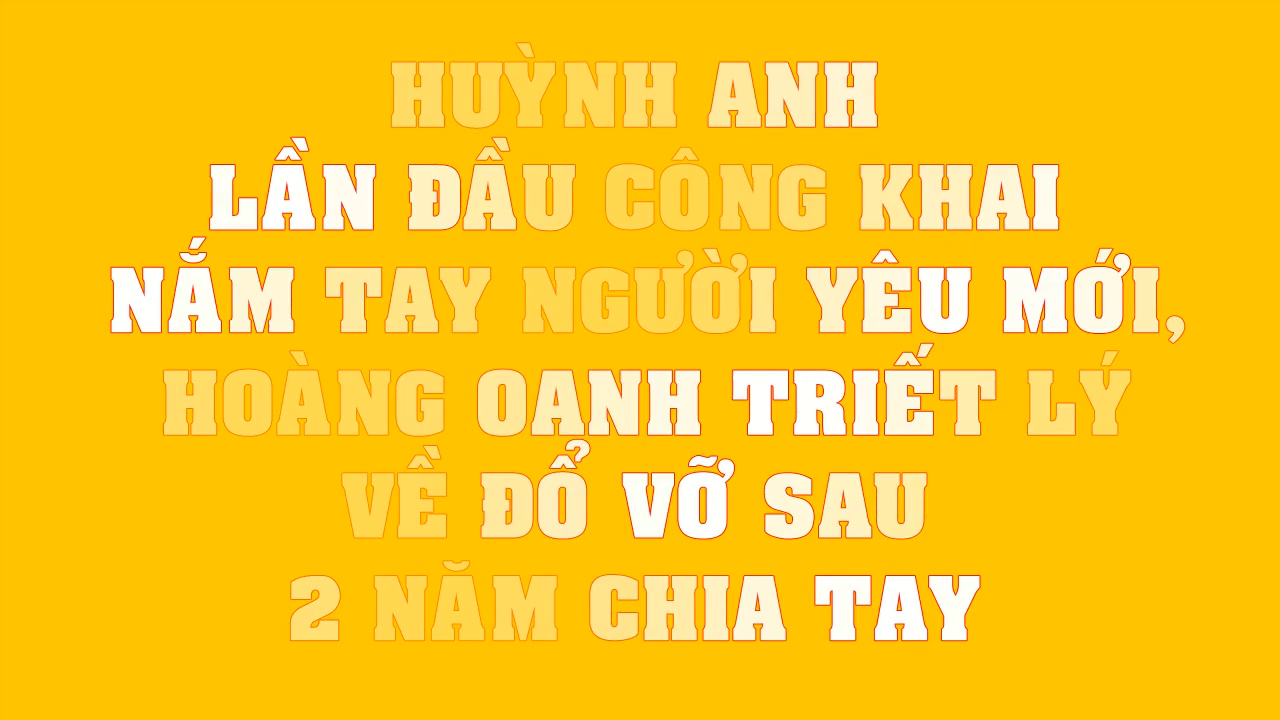 HUỲNH ANH
LẦN ĐẦU CÔNG KHAI
NẮM TAY NGƯỜI YÊU MỚI,
HOÀNG OANH TRIẾT LÝ
VỀ ĐỔ VỠ SAU
2 NĂM CHIA TAY